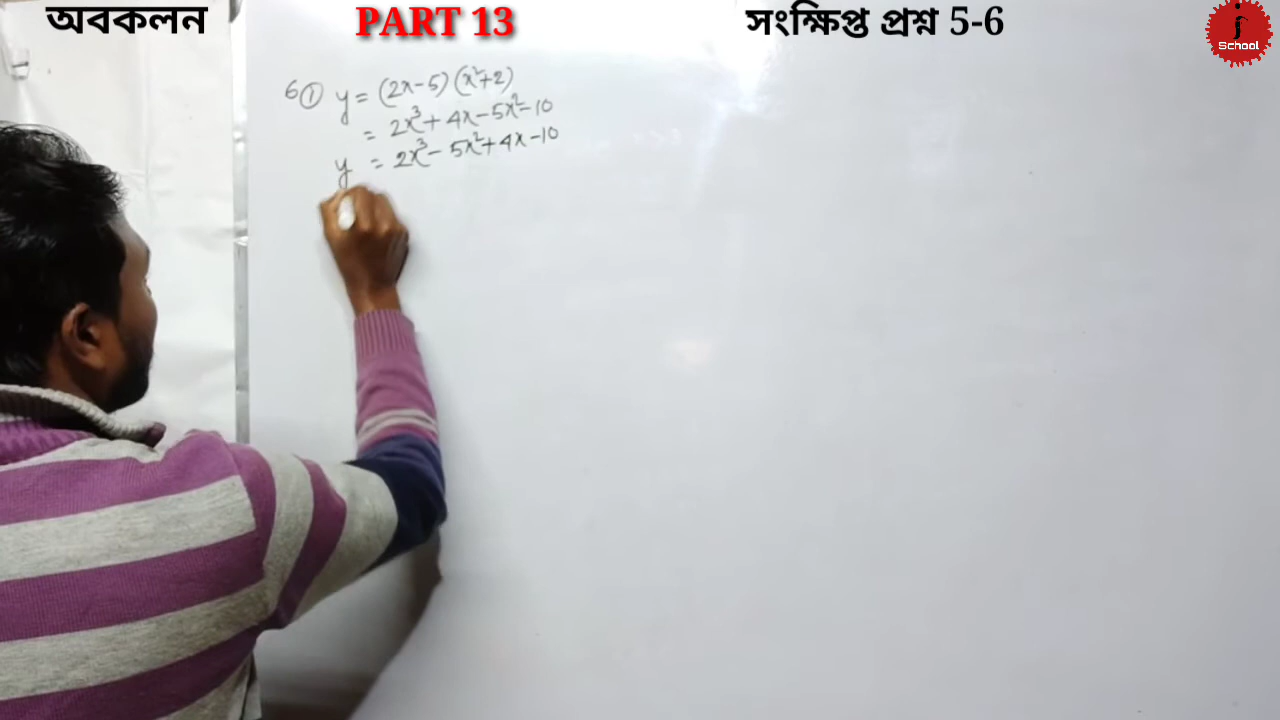 অবকলন PART 13 সংক্ষিপ্ত প্রশ্ন 5-6
f School
6① y = (2x-5)(x²+2)
= 2x³+ 4x-5x²-10
y = 2x³- 5x²+4x-10